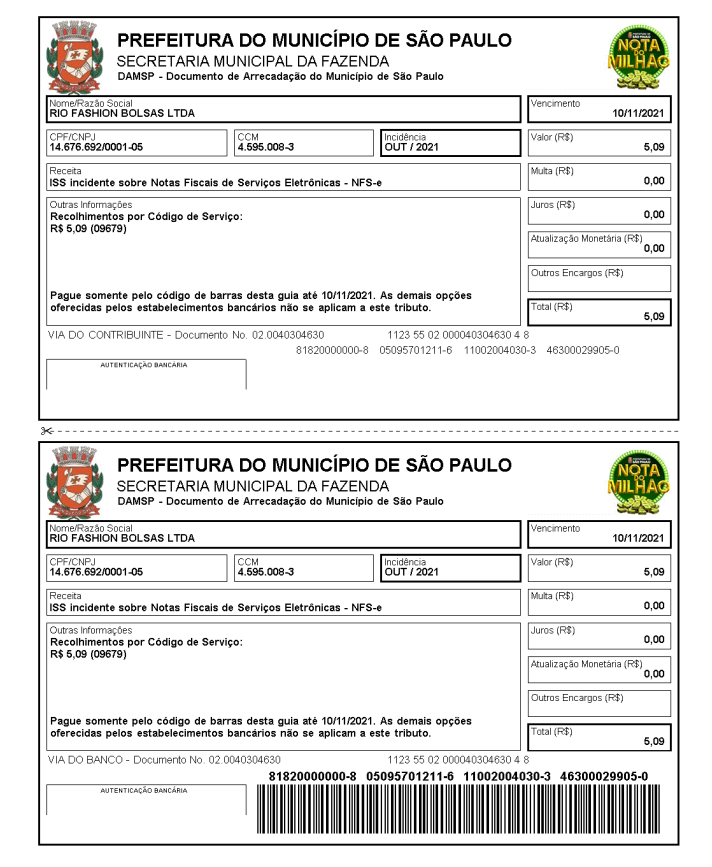 PREFEITURA DO MUNICÍPIO DE SÃO PAULO
SECRETARIA MUNICIPAL DA FAZENDA
DAMSP - Documento de Arrecadação do Município de São Paulo
NOTA
DO
MILHÃO
Nome/Razão Social
RIO FASHION BOLSAS LTDA
Vencimento
10/11/2021
CPF/CNPJ
14.676.692/0001-05
CCM
4.595.008-3
Incidência
OUT / 2021
Valor (R$)
5,09
Receita
ISS incidente sobre Notas Fiscais de Serviços Eletrônicas - NFS-e
Multa (R$)
0,00
Outras Informações
Recolhimentos por Código de Serviço:
R$ 5,09 (09679)
Juros (R$)
0,00
Atualização Monetária (R$)
0,00
Outros Encargos (R$)
Pague somente pelo código de barras desta guia até 10/11/2021. As demais opções
oferecidas pelos estabelecimentos bancários não se aplicam a este tributo.
Total (R$)
5,09
VIA DO CONTRIBUINTE - Documento No. 02.0040304630 1123 55 02 000040304630 4 8
81820000000-8 05095701211-6 11002004030-3 46300029905-0
AUTENTICAÇÃO BANCÁRIA
PREFEITURA DO MUNICÍPIO DE SÃO PAULO
SECRETARIA MUNICIPAL DA FAZENDA
DAMSP - Documento de Arrecadação do Município de São Paulo
NOTA
DO
MILHÃO
Nome/Razão Social
RIO FASHION BOLSAS LTDA
Vencimento
10/11/2021
CPF/CNPJ
14.676.692/0001-05
CCM
4.595.008-3
Incidência
OUT / 2021
Valor (R$)
5,09
Receita
ISS incidente sobre Notas Fiscais de Serviços Eletrônicas - NFS-e
Multa (R$)
0,00
Outras Informações
Recolhimentos por Código de Serviço:
R$ 5,09 (09679)
Juros (R$)
0,00
Atualização Monetária (R$)
0,00
Outros Encargos (R$)
Pague somente pelo código de barras desta guia até 10/11/2021. As demais opções
oferecidas pelos estabelecimentos bancários não se aplicam a este tributo.
Total (R$)
5,09
VIA DO BANCO - Documento No. 02.0040304630 1123 55 02 000040304630 4 8
81820000000-8 05095701211-6 11002004030-3 46300029905-0
AUTENTICAÇÃO BANCÁRIA